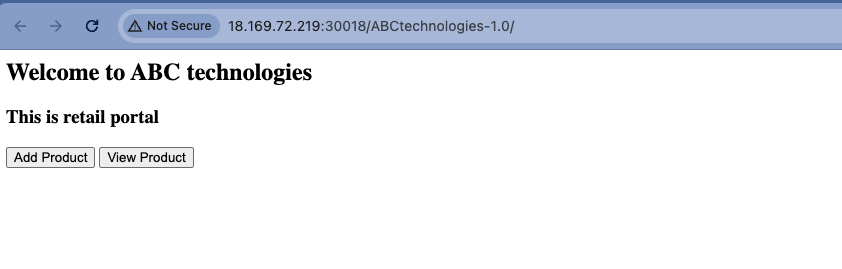 Not Secure 18.169.72.219:30018/ABCtechnologies-1.0/
Welcome to ABC technologies
This is retail portal
Add Product View Product